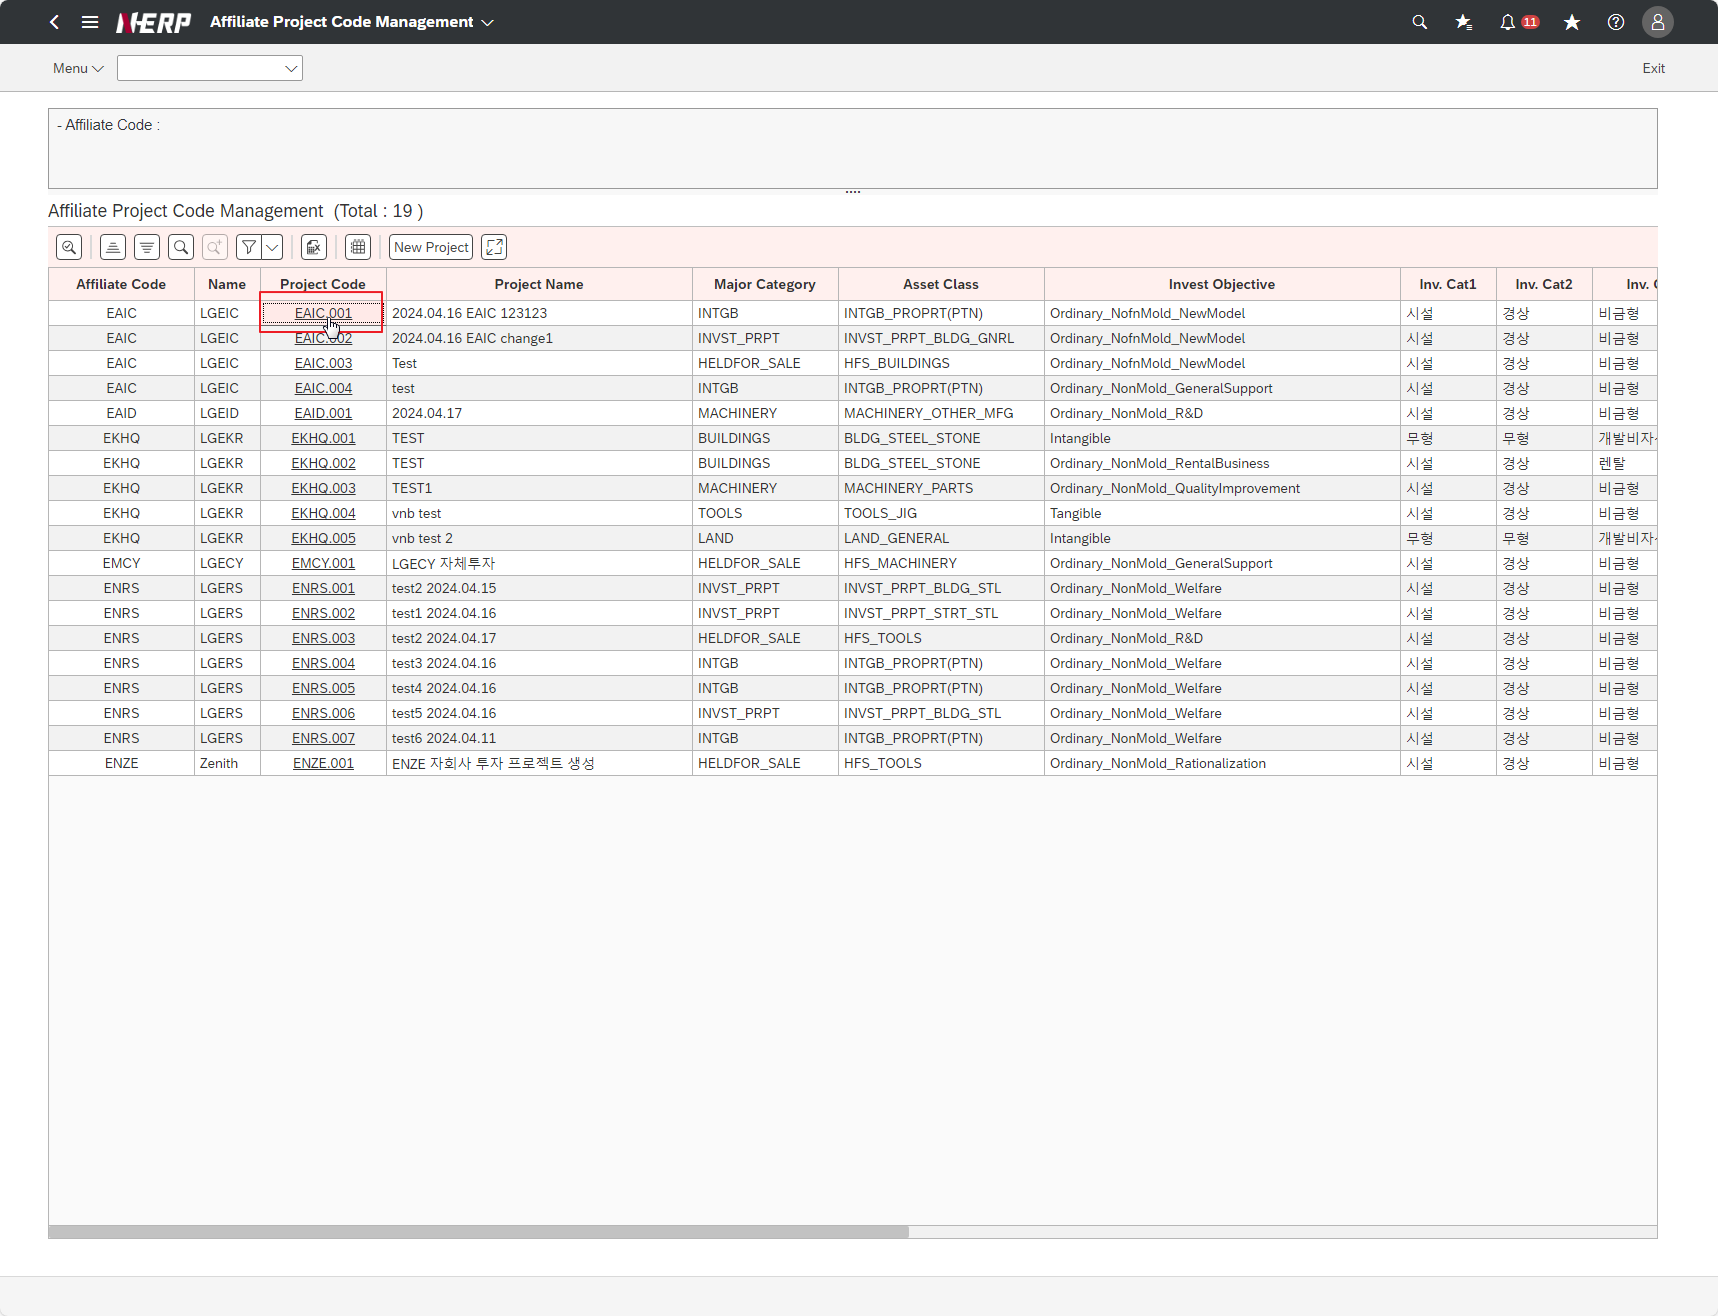 NERP Affiliate Project Code Management 11
Menu Exit
- Affiliate Code :
Affiliate Project Code Management (Total : 19 )
New Project
Affiliate Code Name Project Code Project Name Major Category Asset Class Invest Objective Inv. Cat1 Inv. Cat2 Inv.
EAIC LGEIC EAIC.001 2024.04.16 EAIC 123123 INTGB INTGB_PROPRT(PTN) Ordinary_NofnMold_NewModel 시설 경상 비금형
EAIC LGEIC EAIC.002 2024.04.16 EAIC change1 INVST_PRPT INVST_PRPT_BLDG_GNRL Ordinary_NofnMold_NewModel 시설 경상 비금형
EAIC LGEIC EAIC.003 Test HELDFOR_SALE HFS_BUILDINGS Ordinary_NofnMold_NewModel 시설 경상 비금형
EAIC LGEIC EAIC.004 test INTGB INTGB_PROPRT(PTN) Ordinary_NonMold_GeneralSupport 시설 경상 비금형
EAID LGEID EAID.001 2024.04.17 MACHINERY MACHINERY_OTHER_MFG Ordinary_NonMold_R&D 시설 경상 비금형
EKHQ LGEKR EKHQ.001 TEST BUILDINGS BLDG_STEEL_STONE Intangible 무형 무형 개발비자
EKHQ LGEKR EKHQ.002 TEST BUILDINGS BLDG_STEEL_STONE Ordinary_NonMold_RentalBusiness 시설 경상 렌탈
EKHQ LGEKR EKHQ.003 TEST1 MACHINERY MACHINERY_PARTS Ordinary_NonMold_QualityImprovement 시설 경상 비금형
EKHQ LGEKR EKHQ.004 vnb test TOOLS TOOLS_JIG Tangible 시설 경상 비금형
EKHQ LGEKR EKHQ.005 vnb test 2 LAND LAND_GENERAL Intangible 무형 무형 개발비자
EMCY LGECY EMCY.001 LGECY 자체투자 HELDFOR_SALE HFS_MACHINERY Ordinary_NonMold_GeneralSupport 시설 경상 비금형
ENRS LGERS ENRS.001 test2 2024.04.15 INVST_PRPT INVST_PRPT_BLDG_STL Ordinary_NonMold_Welfare 시설 경상 비금형
ENRS LGERS ENRS.002 test1 2024.04.16 INVST_PRPT INVST_PRPT_STRT_STL Ordinary_NonMold_Welfare 시설 경상 비금형
ENRS LGERS ENRS.003 test2 2024.04.17 HELDFOR_SALE HFS_TOOLS Ordinary_NonMold_R&D 시설 경상 비금형
ENRS LGERS ENRS.004 test3 2024.04.16 INTGB INTGB_PROPRT(PTN) Ordinary_NonMold_Welfare 시설 경상 비금형
ENRS LGERS ENRS.005 test4 2024.04.16 INTGB INTGB_PROPRT(PTN) Ordinary_NonMold_Welfare 시설 경상 비금형
ENRS LGERS ENRS.006 test5 2024.04.16 INVST_PRPT INVST_PRPT_BLDG_STL Ordinary_NonMold_Welfare 시설 경상 비금형
ENRS LGERS ENRS.007 test6 2024.04.11 INTGB INTGB_PROPRT(PTN) Ordinary_NonMold_Welfare 시설 경상 비금형
ENZE Zenith ENZE.001 ENZE 자회사 투자 프로젝트 생성 HELDFOR_SALE HFS_TOOLS Ordinary_NonMold_Rationalization 시설 경상 비금형